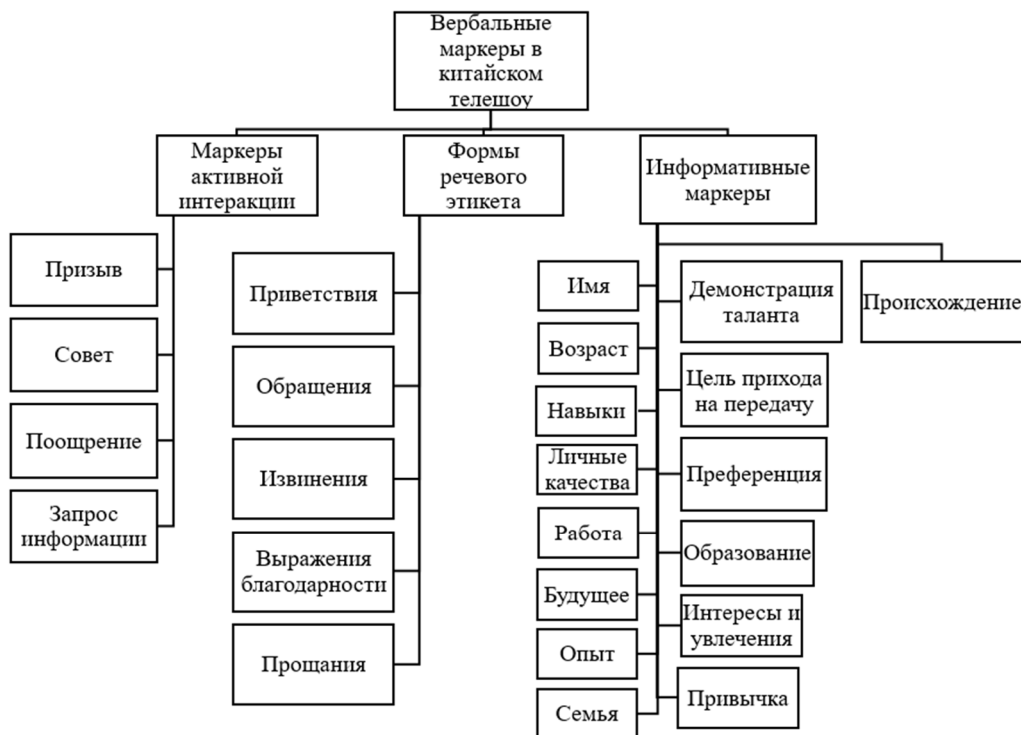 Вербальные
маркеры в
китайском
телешоу
Маркеры
активной
интеракции
Призыв
Совет
Поощрение
Запрос
информации
Формы
речевого
этикета
Приветствия
Обращения
Извинения
Выражения
благодарности
Прощания
Информативные
маркеры
Имя
Возраст
Навыки
Личные
качества
Работа
Будущее
Опыт
Семья
Демонстрация
таланта
Цель прихода
на передачу
Преференция
Образование
Интересы и
увлечения
Привычка
Происхождение